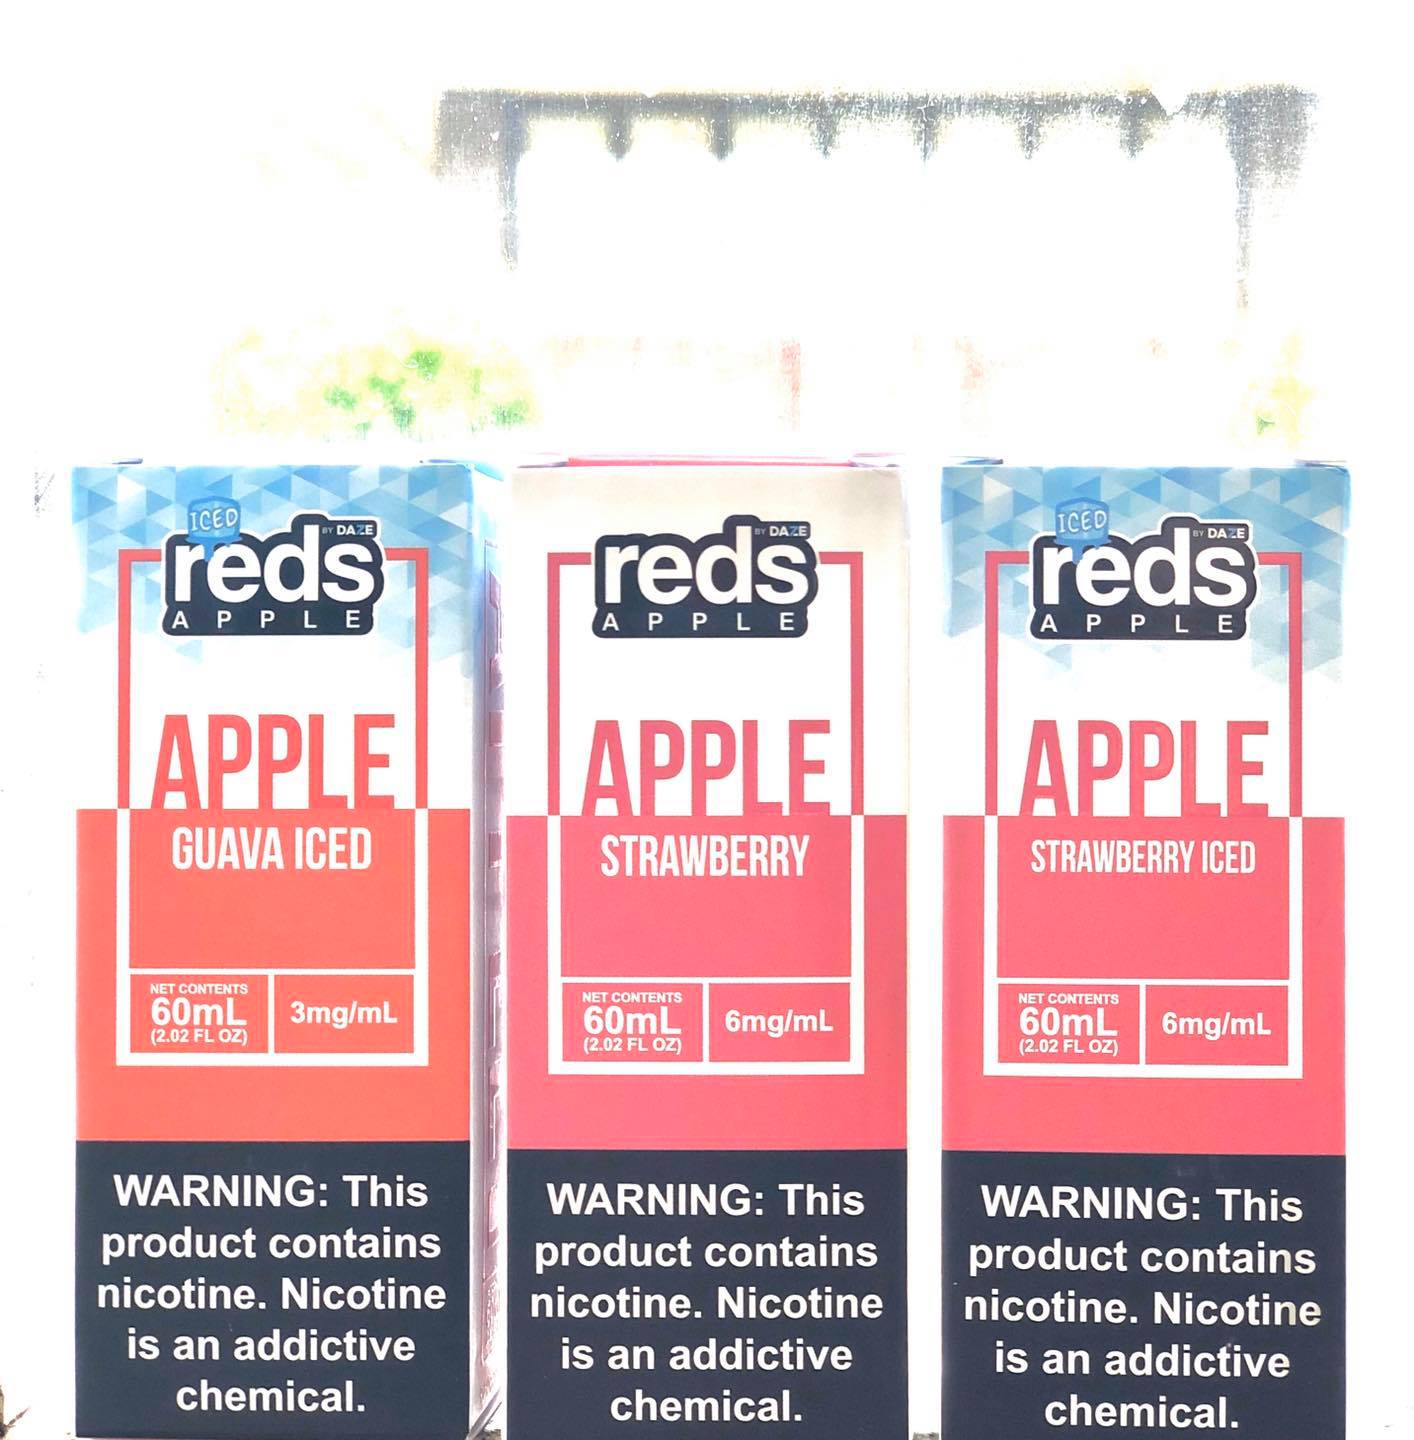 ICED
BY DAZE
reds
APPLE
APPLE
GUAVA ICED
NET CONTENTS
60mL
(2.02 FL OZ)
3mg/mL
WARNING: This
product contains
nicotine. Nicotine
is an addictive
chemical.
BY DAZE
reds
APPLE
APPLE
STRAWBERRY
NET CONTENTS
60mL
(2.02 FL OZ)
6mg/mL
WARNING: This
product contains
nicotine. Nicotine
is an addictive
chemical.
ICED
BY DAZE
reds
APPLE
APPLE
STRAWBERRY ICED
NET CONTENTS
60mL
(2.02 FL OZ)
6mg/mL
WARNING: This
product contains
nicotine. Nicotine
is an addictive
chemical.